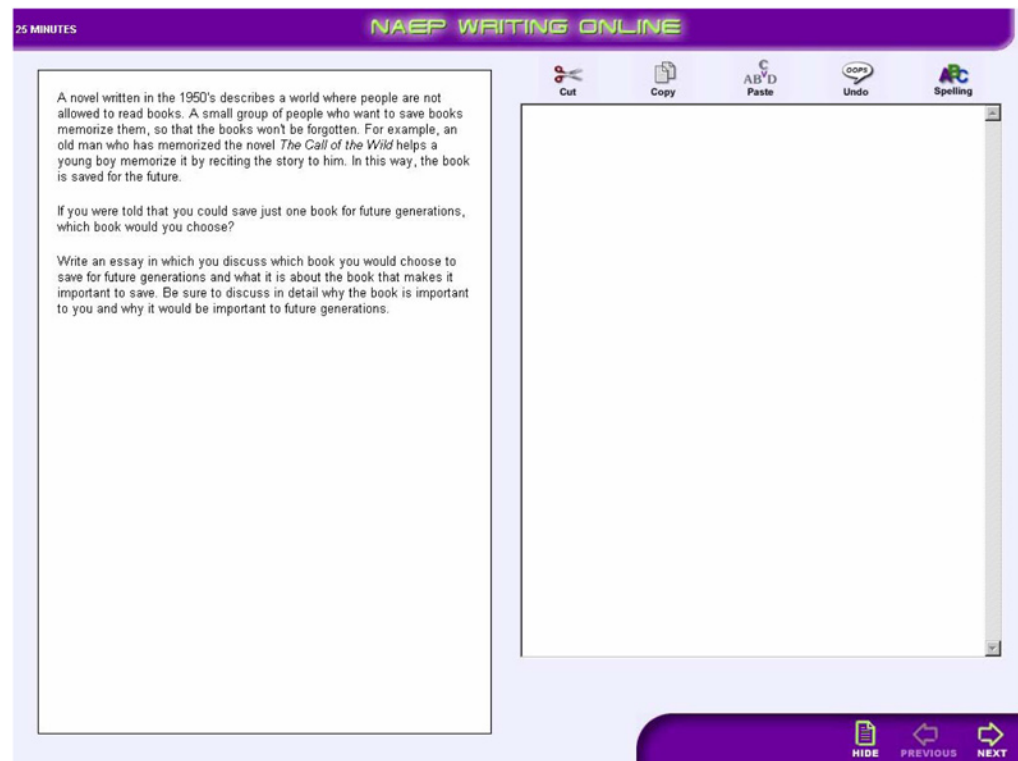 25 MINUTES
NAEP WRITING ONLINE
Cut
Copy
C
AB D
V
Paste
OOPS
Undo
ABC
Spelling
A novel written in the 1950's describes a world where people are not
allowed to read books. A small group of people who want to save books
memorize them, so that the books won't be forgotten. For example, an
old man who has memorized the novel The Call of the Wild helps a
young boy memorize it by reciting the story to him. In this way, the book
is saved for the future.
If you were told that you could save just one book for future generations,
which book would you choose?
Write an essay in which you discuss which book you would choose to
save for future generations and what it is about the book that makes it
important to save. Be sure to discuss in detail why the book is important
to you and why it would be important to future generations.
HIDE
PREVIOUS
NEXT